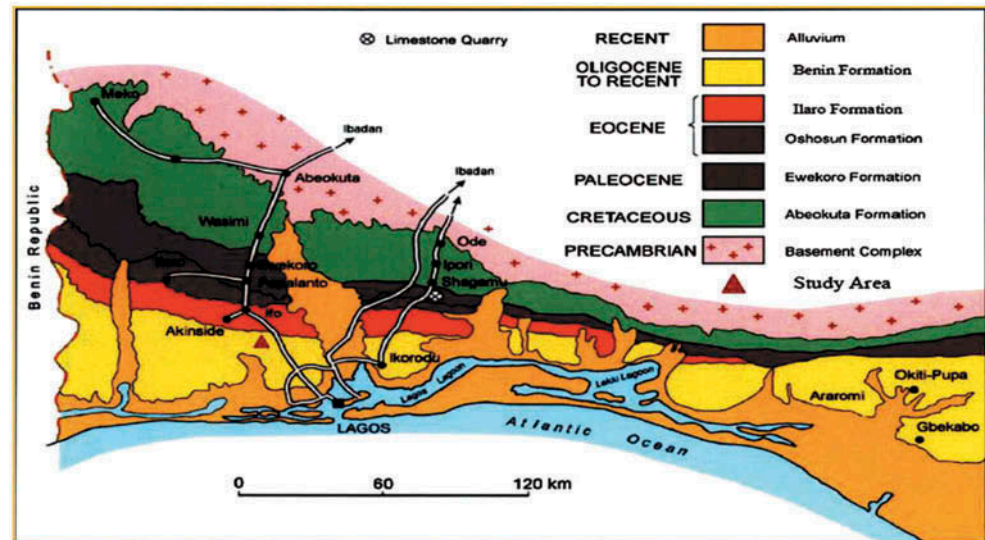 Limestone Quarry
RECENT
Alluvium
OLIGOCENE
TO RECENT
Benin Formation
EOCENE
Ilaro Formation
Oshosun Formation
PALEOCENE
Ewekoro Formation
CRETACEOUS
Abeokuta Formation
PRECAMBRIAN
Basement Complex
Study Area
Meko
Ibadan
Abeokuta
Ibadan
Wasimi
Ode
Ipori
Shagamu
Benin Republic
Papalanto
Ifo
Akinside
Ikorodu
Lagos Lagoon
Lekki Lagoon
LAGOS
Atlantic Ocean
Araromi
Okiti-Pupa
Gbekabo
0 60 120 km